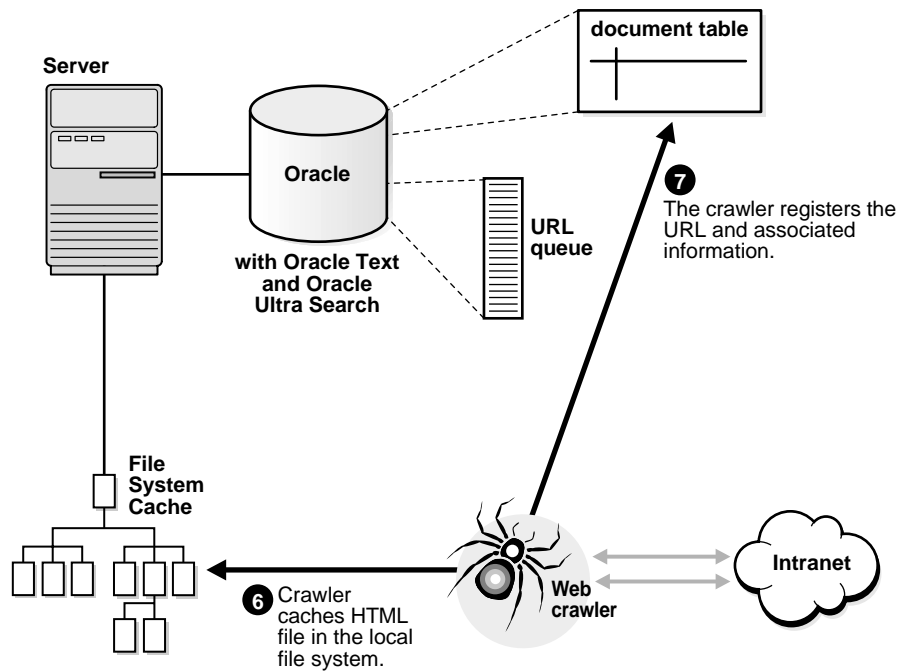 document table
Server
Oracle
with Oracle Text
and Oracle
Ultra Search
URL
queue
7
The crawler registers the
URL and associated
information.
File
System
Cache
6 Crawler
caches HTML
file in the local
file system.
Web
crawler
Intranet